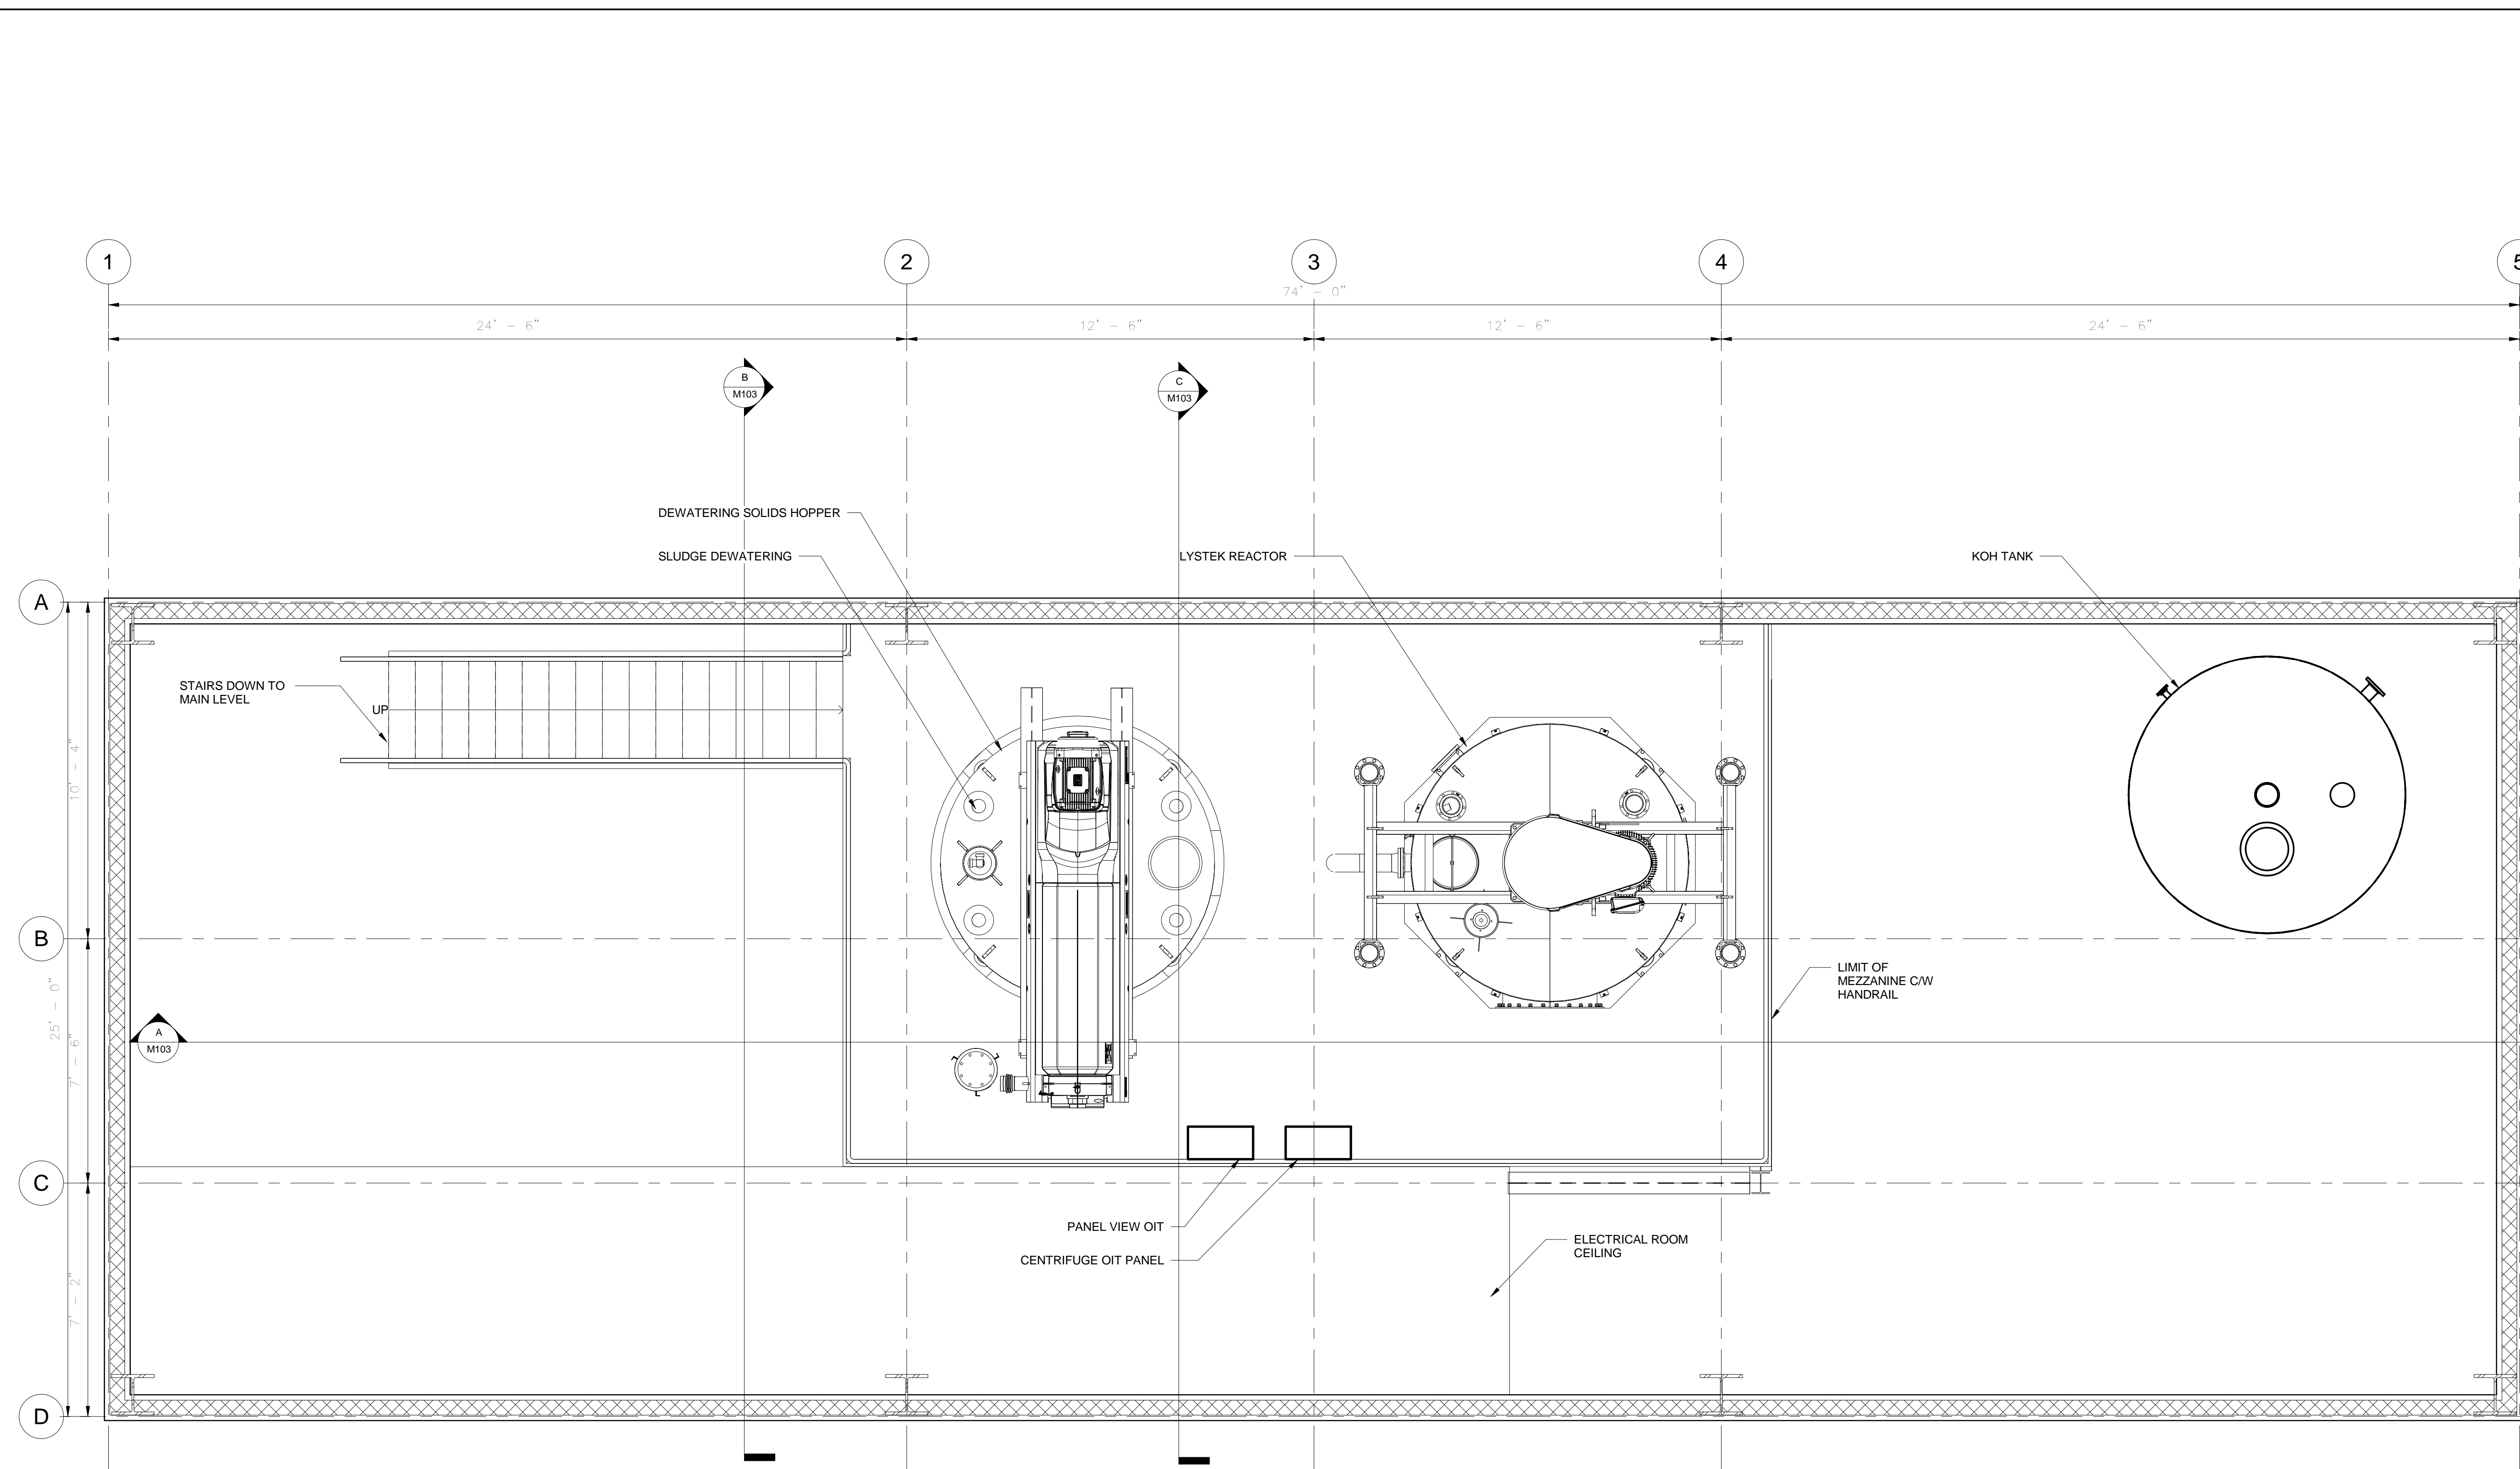 1
2
3
4
5
74' - 0"
24' - 6"
12' - 6"
12' - 6"
24' - 6"
B
M103
C
M103
DEWATERING SOLIDS HOPPER
SLUDGE DEWATERING
LYSTEK REACTOR
KOH TANK
A
STAIRS DOWN TO
MAIN LEVEL
UP
10' - 4"
B
LIMIT OF
MEZZANINE C/W
HANDRAIL
25' - 0"
7' - 6"
A
M103
C
PANEL VIEW OIT
CENTRIFUGE OIT PANEL
ELECTRICAL ROOM
CEILING
7' - 2"
D